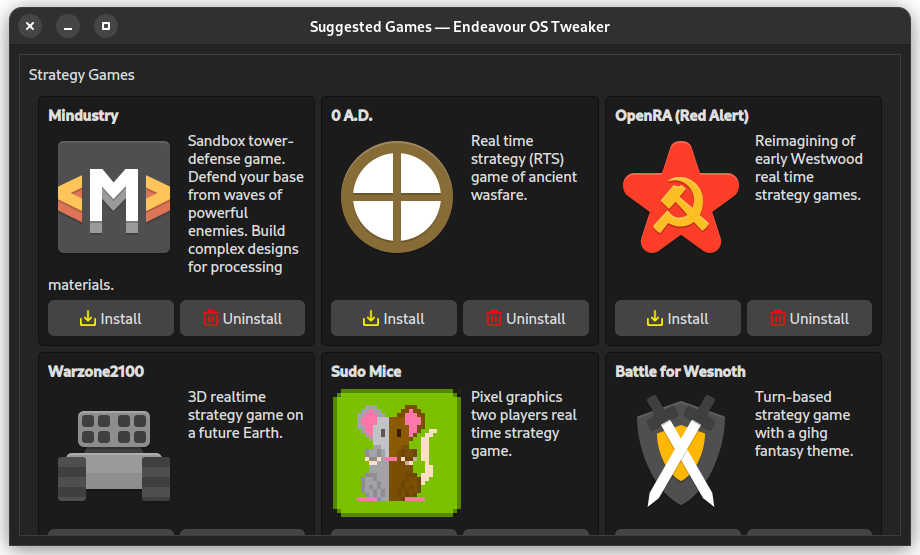 Suggested Games — Endeavour OS Tweaker
Strategy Games
Mindustry
M
Sandbox tower-
defense game.
Defend your base
from waves of
powerful
enemies. Build
complex designs
for processing
materials.
Install
Uninstall
0 A.D.
Real time
strategy (RTS)
game of ancient
wasfare.
Install
Uninstall
OpenRA (Red Alert)
Reimagining of
early Westwood
real time
strategy games.
Install
Uninstall
Warzone2100
3D realtime
strategy game on
a future Earth.
Sudo Mice
Pixel graphics
two players real
time strategy
game.
Battle for Wesnoth
Turn-based
strategy game
with a gihg
fantasy theme.